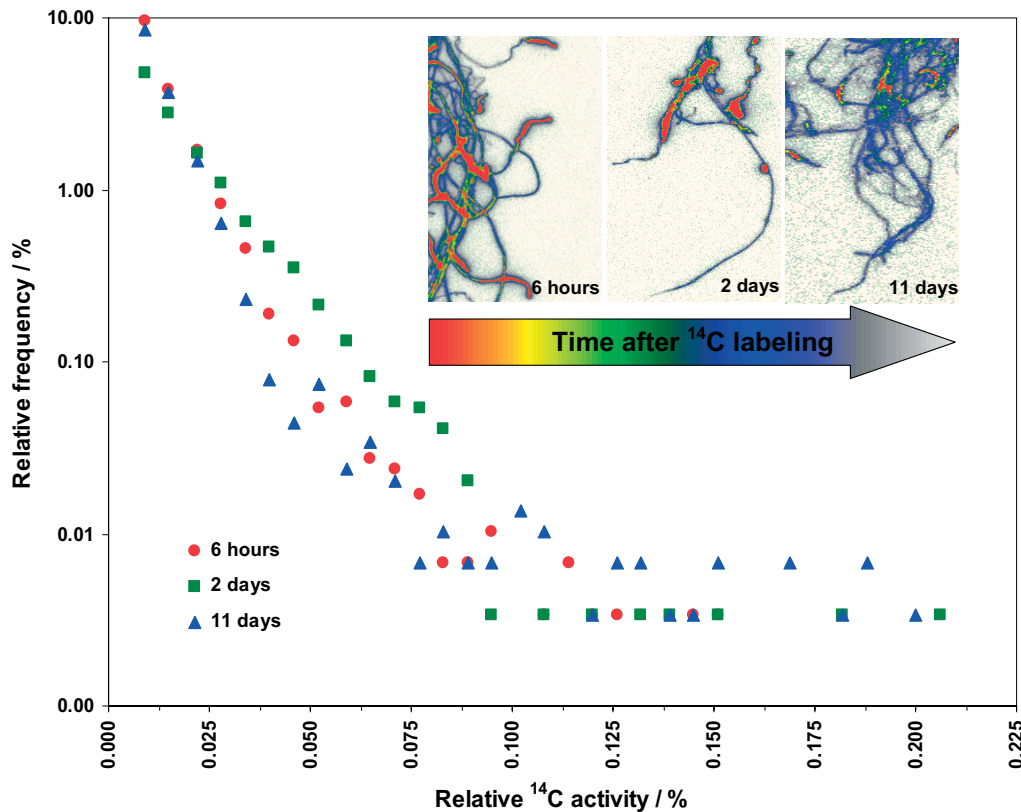 10.00
1.00
0.10
0.01
0.00
Relative frequency / %
6 hours
2 days
11 days
Time after ¹⁴C labeling
6 hours
2 days
11 days
0.000
0.025
0.050
0.075
0.100
0.125
0.150
0.175
0.200
0.225
Relative ¹⁴C activity / %